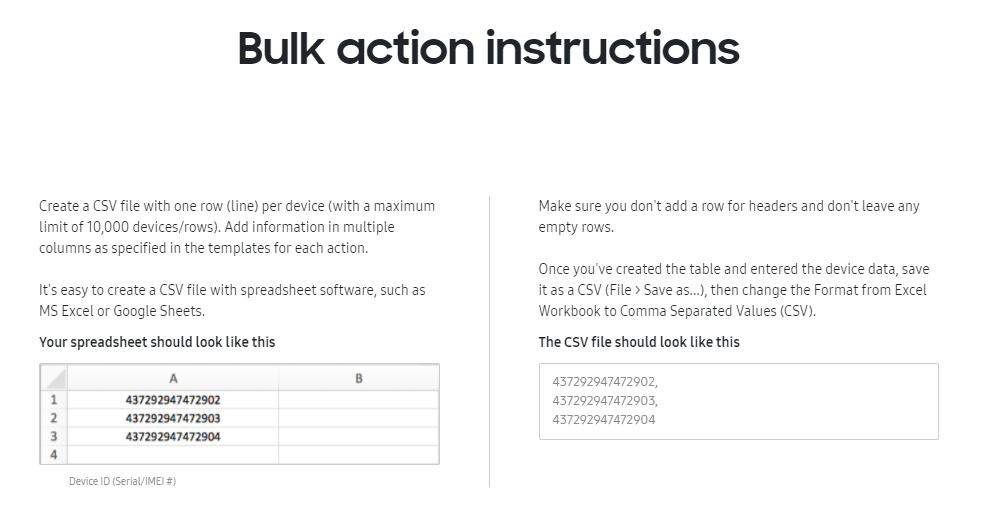 Bulk action instructions
Create a CSV file with one row (line) per device (with a maximum
limit of 10,000 devices/rows). Add information in multiple
columns as specified in the templates for each action.
It's easy to create a CSV file with spreadsheet software, such as
MS Excel or Google Sheets.
Your spreadsheet should look like this
A B
1 437292947472902
2 437292947472903
3 437292947472904
4
Device ID (Serial/IMEI #)
Make sure you don't add a row for headers and don't leave any
empty rows.
Once you've created the table and entered the device data, save
it as a CSV (File > Save as...), then change the Format from Excel
Workbook to Comma Separated Values (CSV).
The CSV file should look like this
437292947472902,
437292947472903,
437292947472904